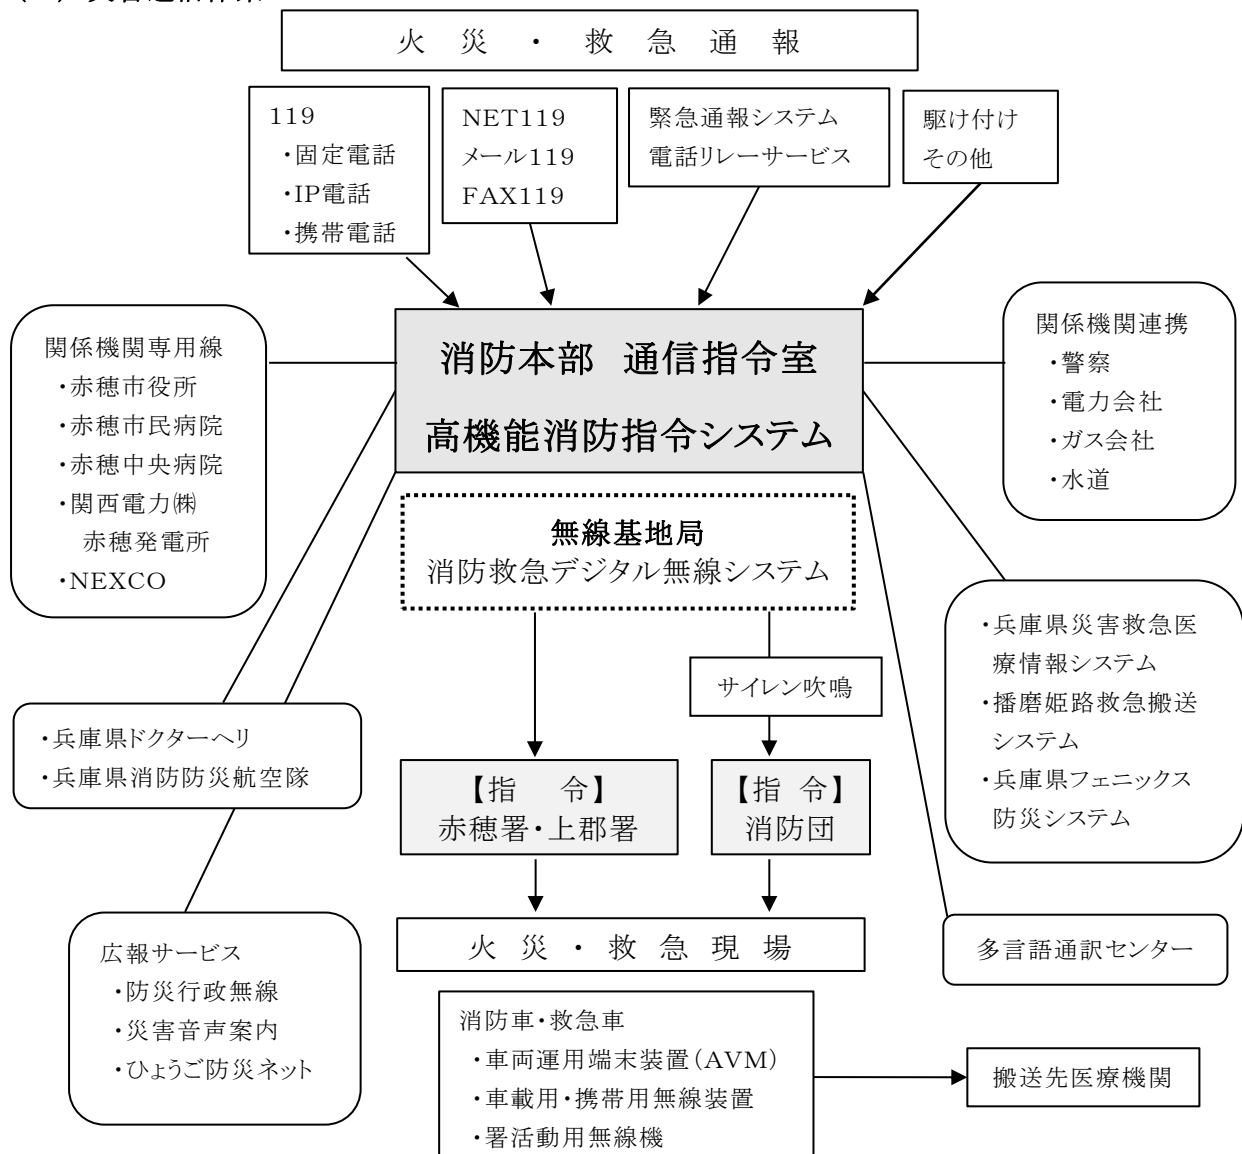 火 災 ・ 救 急 通 報
119
・固定電話
・IP電話
・携帯電話
NET119
メール119
FAX119
緊急通報システム
電話リレーサービス
駆け付け
その他
消防本部 通信指令室
高機能消防指令システム
関係機関専用線
・赤穂市役所
・赤穂市民病院
・赤穂中央病院
・関西電力㈱
赤穂発電所
・NEXCO
関係機関連携
・警察
・電力会社
・ガス会社
・水道
無線基地局
消防救急デジタル無線システム
サイレン吹鳴
・兵庫県災害救急医
療情報システム
・播磨姫路救急搬送
システム
・兵庫県フェニックス
防災システム
・兵庫県ドクターヘリ
・兵庫県消防防災航空隊
【指 令】
赤穂署・上郡署
【指 令】
消防団
火 災 ・ 救 急 現 場
多言語通訳センター
広報サービス
・防災行政無線
・災害音声案内
・ひょうご防災ネット
消防車・救急車
・車両運用端末装置(AVM)
・車載用・携帯用無線装置
・署活動用無線機
搬送先医療機関